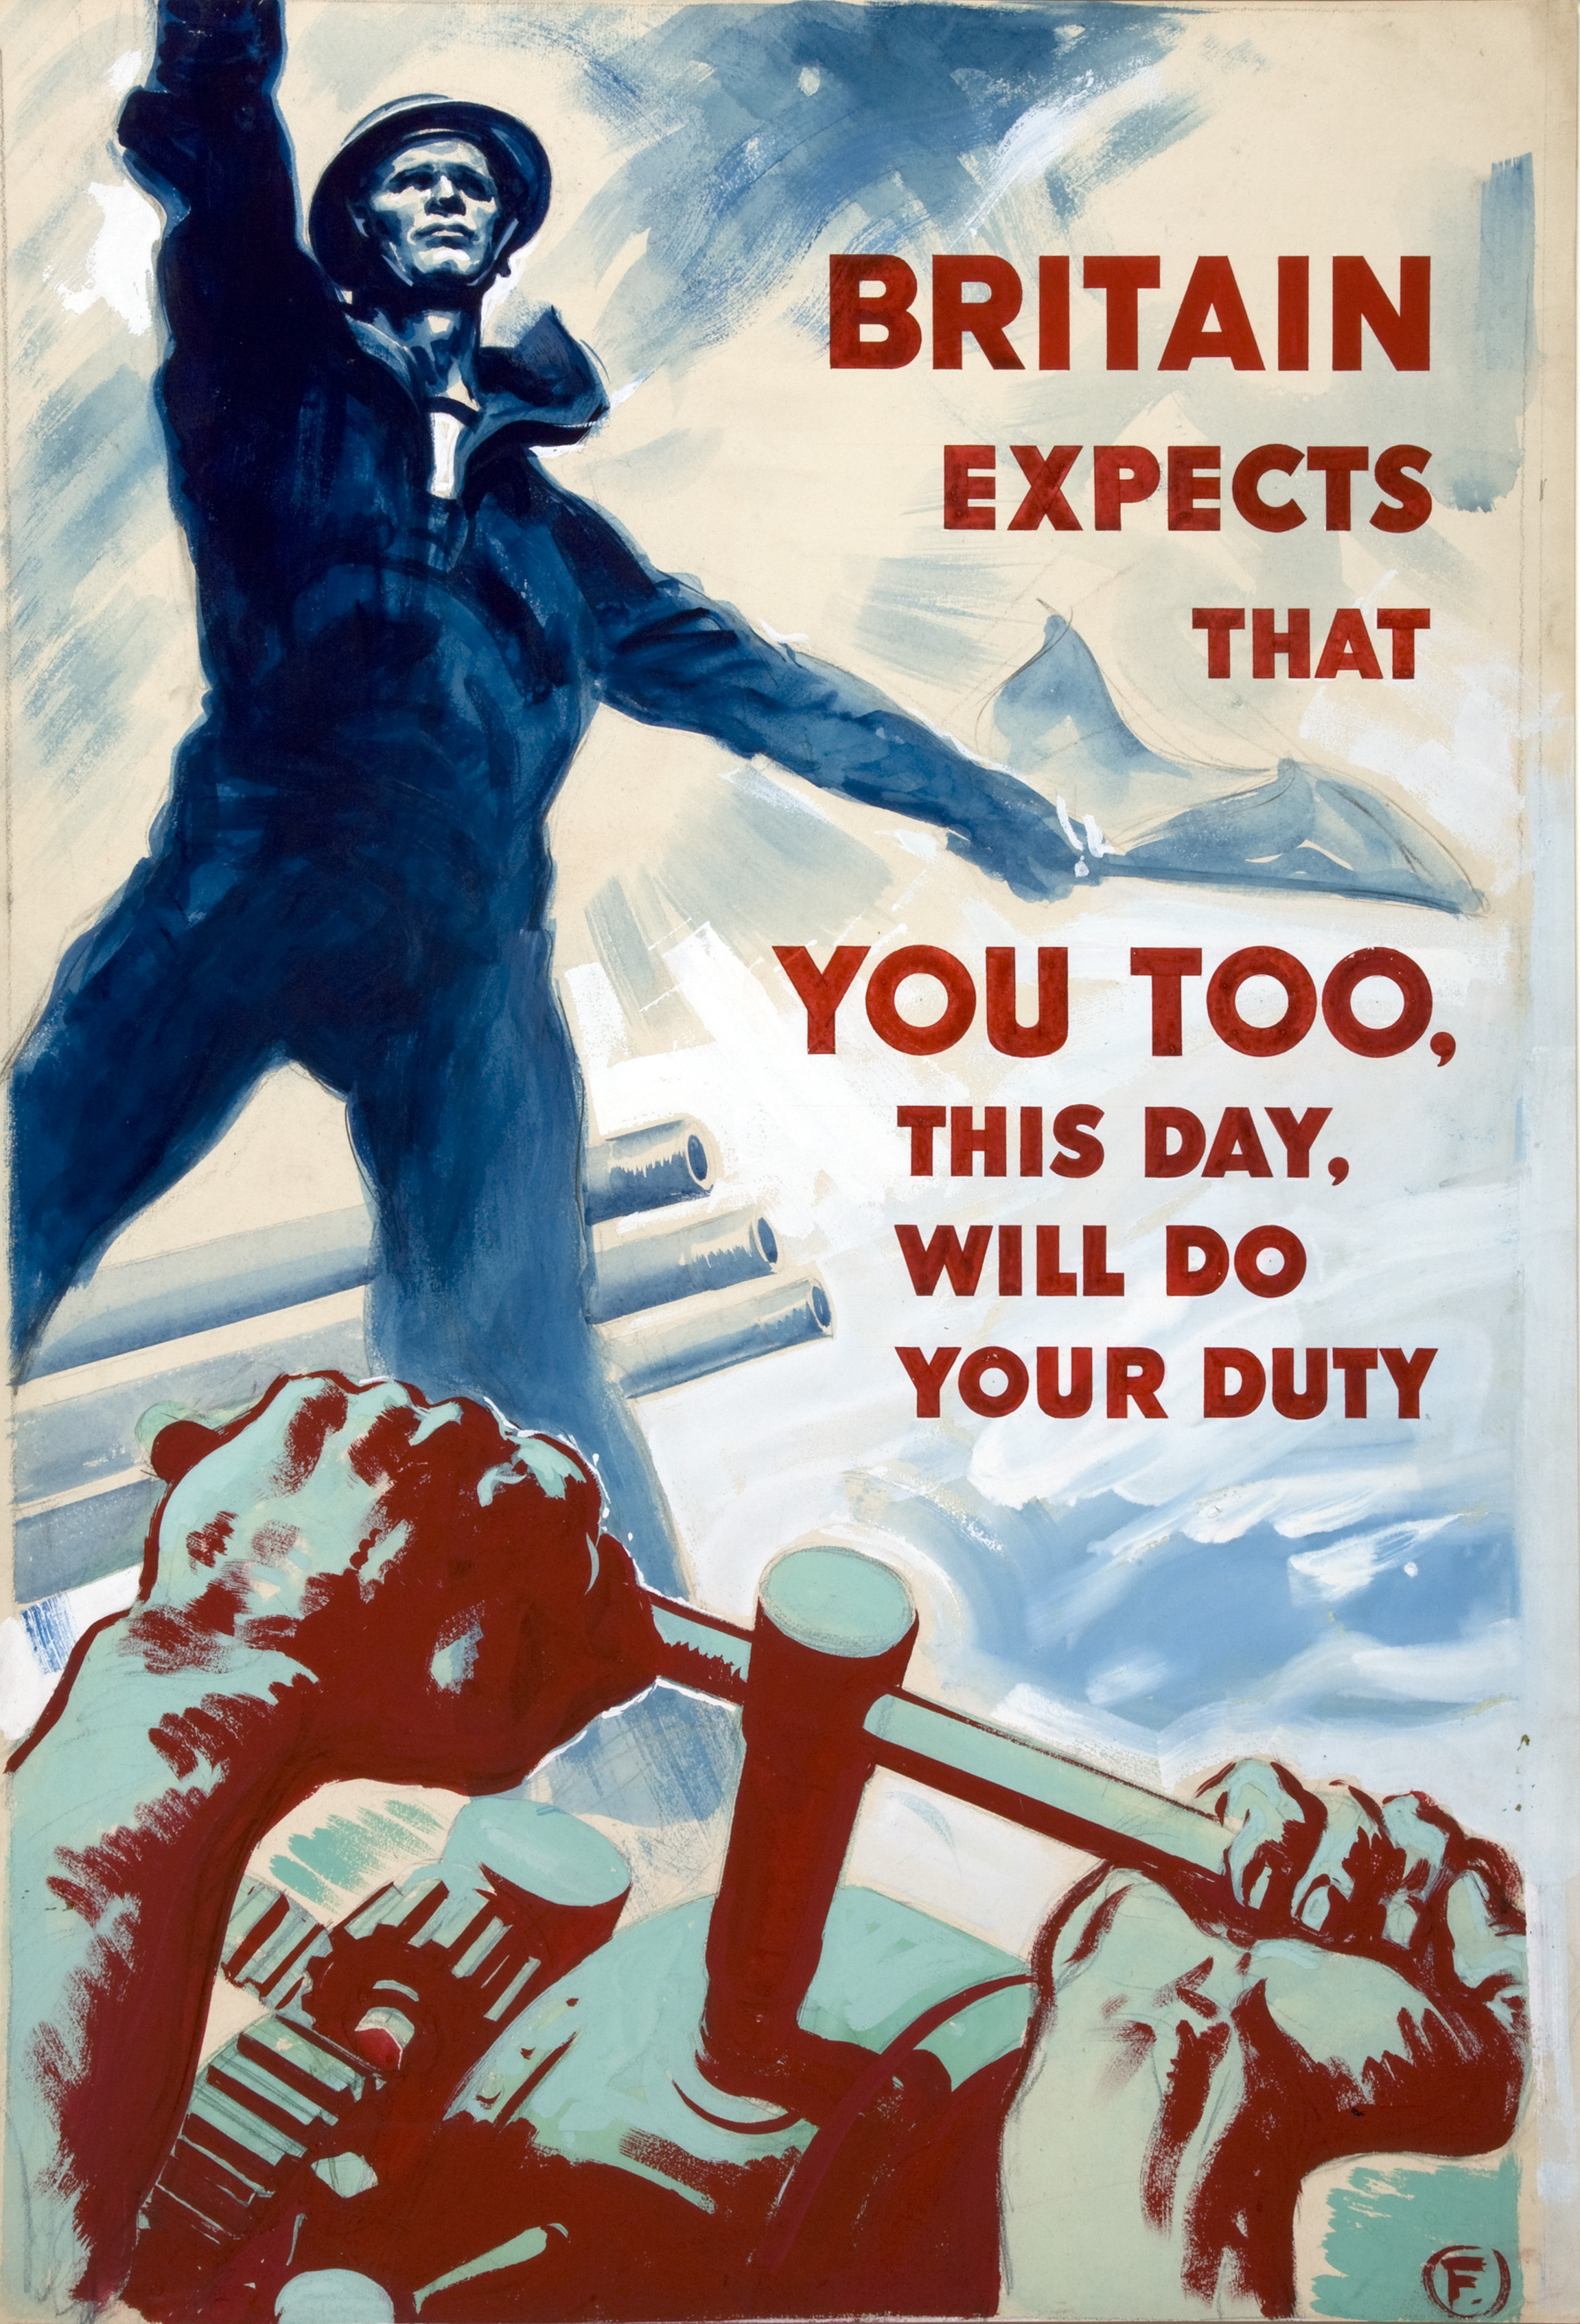 BRITAIN
EXPECTS
THAT
YOU TOO,
THIS DAY,
WILL DO
YOUR DUTY
F.